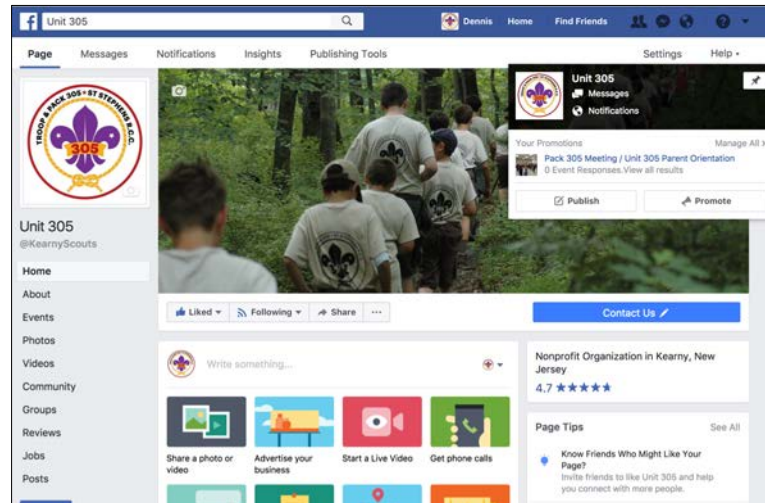 Unit 305
Dennis Home Find Friends
Page Messages Notifications Insights Publishing Tools Settings Help
TROOP & PACK 305 • ST STEPHENS R.C.C.
305
Unit 305
@KearnyScouts
Home
About
Events
Photos
Videos
Community
Groups
Reviews
Jobs
Posts
Unit 305
Messages
Notifications
Your Promotions Manage All
Pack 305 Meeting / Unit 305 Parent Orientation
0 Event Responses.View all results
Publish Promote
Liked Following Share ...
Contact Us
Write something...
Share a photo or
video
Advertise your
business
Start a Live Video
Get phone calls
Nonprofit Organization in Kearny, New
Jersey
4.7 ★★★★★
Page Tips See All
Know Friends Who Might Like Your
Page?
Invite friends to like Unit 305 and help
you connect with more people.